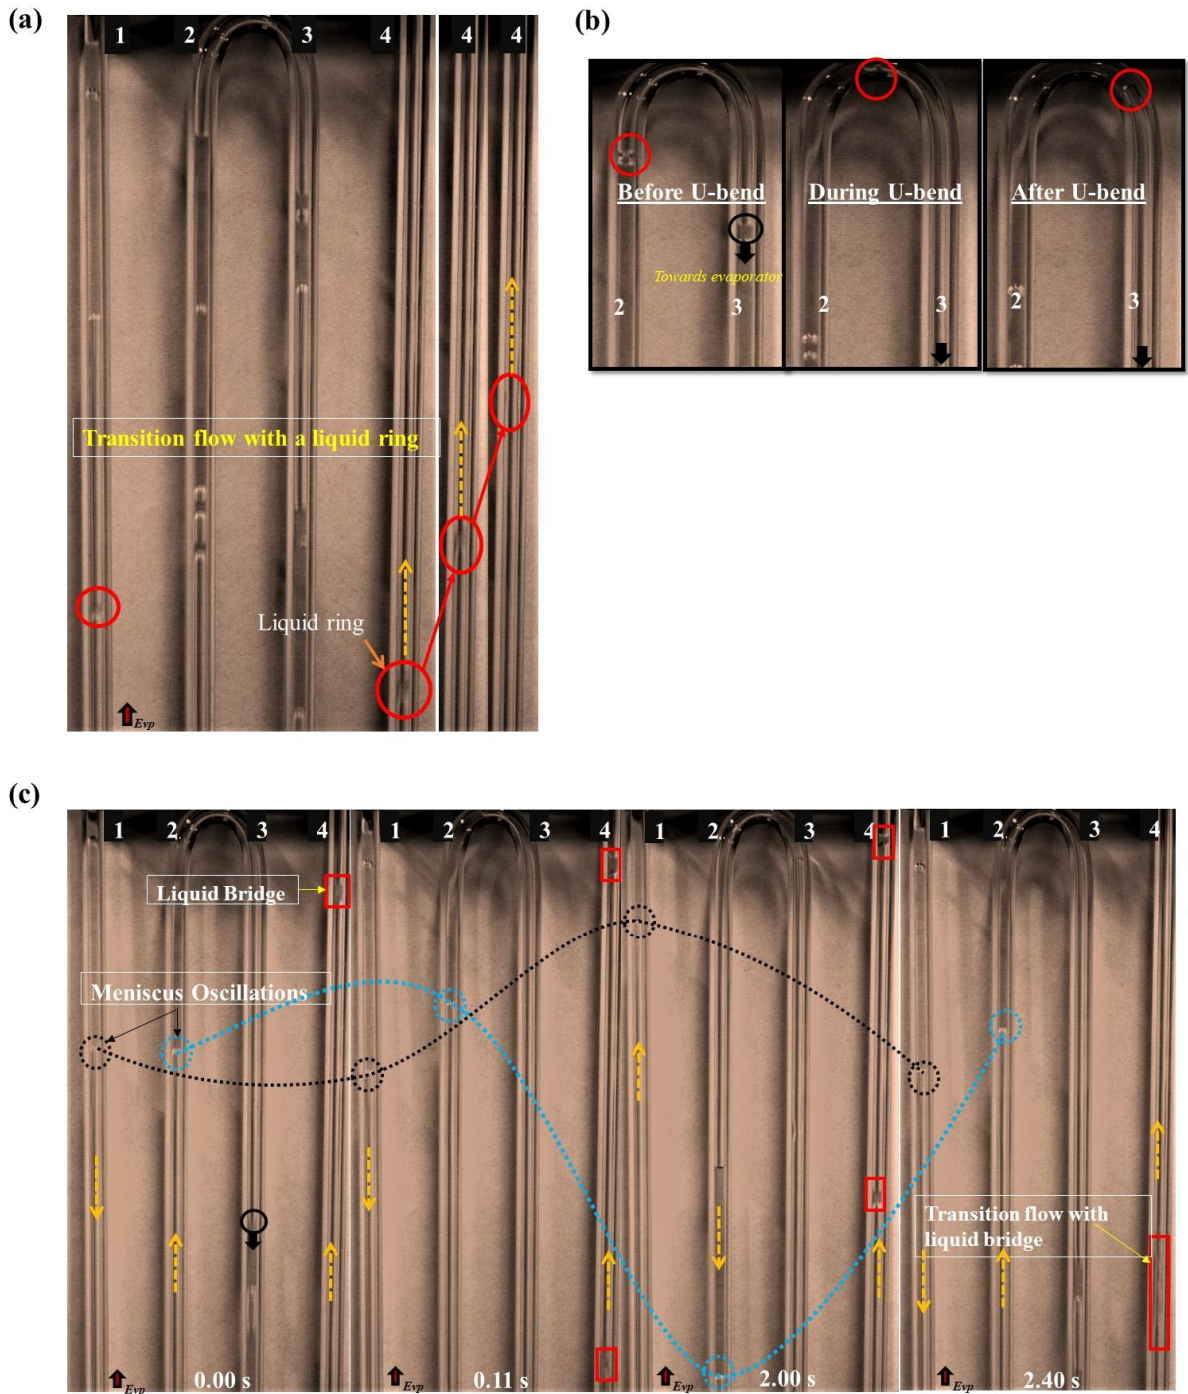 (a)
1 2 3 4 4 4
Transition flow with a liquid ring
Liquid ring
Evp
(b)
Before U-bend During U-bend After U-bend
Towards evaporator
2 3 2 3 2 3
(c)
1 2 3 4 1 2 3 4 1 2 3 4 1 2 3 4
Liquid Bridge
Meniscus Oscillations
Transition flow with
liquid bridge
Evp 0.00 s Evp 0.11 s Evp 2.00 s Evp 2.40 s